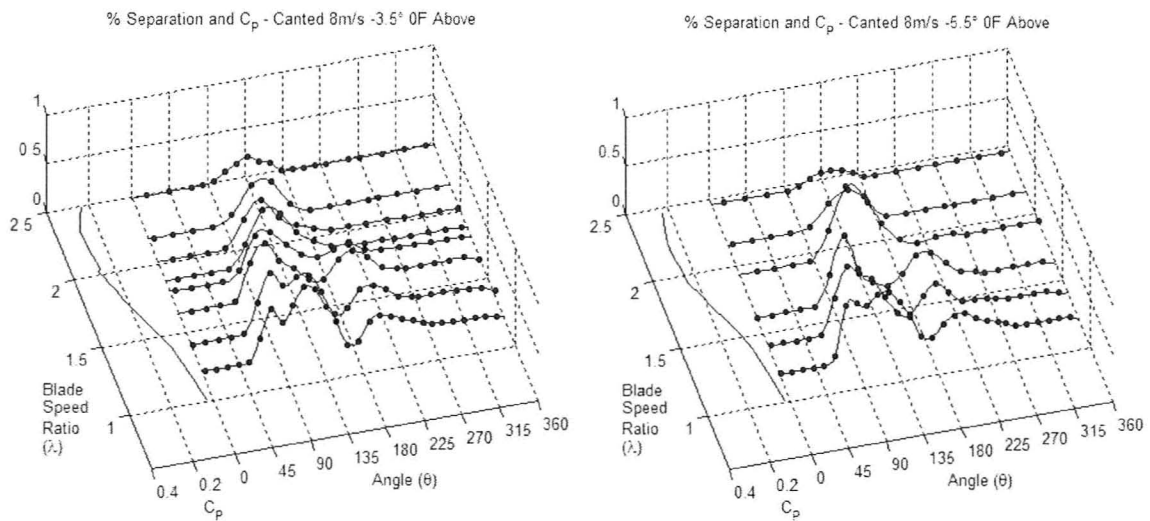 % Separation and CP - Canted 8m/s -3.5° 0F Above
1
0.5
0
2.5
2
1.5
1
Blade
Speed
Ratio (λ)
0.4 0.2 0 45 90 135 180 225 270 315 360
CP
Angle (θ)
% Separation and CP - Canted 8m/s -5.5° 0F Above
1
0.5
0
2.5
2
1.5
1
Blade
Speed
Ratio (λ)
0.4 0.2 0 45 90 135 180 225 270 315 360
CP
Angle (θ)